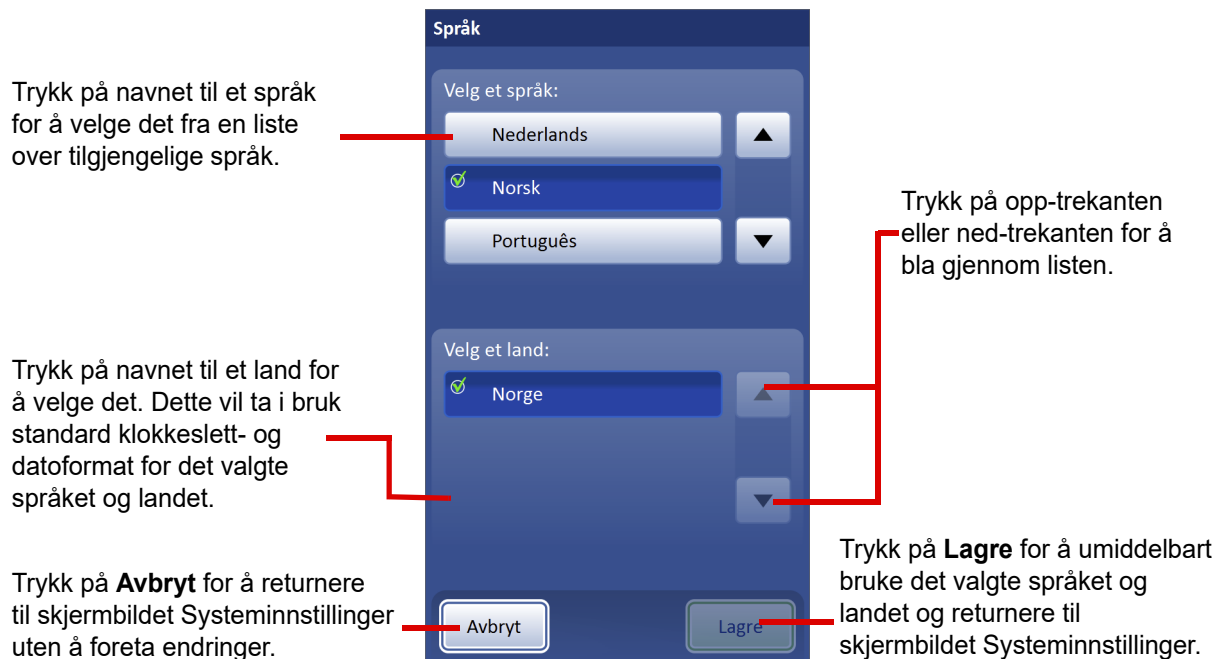 Språk
Trykk på navnet til et språk
for å velge det fra en liste
over tilgjengelige språk.
Velg et språk:
Nederlands
Norsk
Português
Trykk på opp-trekanten
eller ned-trekanten for å
bla gjennom listen.
Trykk på navnet til et land for
å velge det. Dette vil ta i bruk
standard klokkeslett- og
datoformat for det valgte
språket og landet.
Velg et land:
Norge
Trykk på Avbryt for å returnere
til skjermbildet Systeminnstillinger
uten å foreta endringer.
Avbryt
Lagre
Trykk på Lagre for å umiddelbart
bruke det valgte språket og
landet og returnere til
skjermbildet Systeminnstillinger.